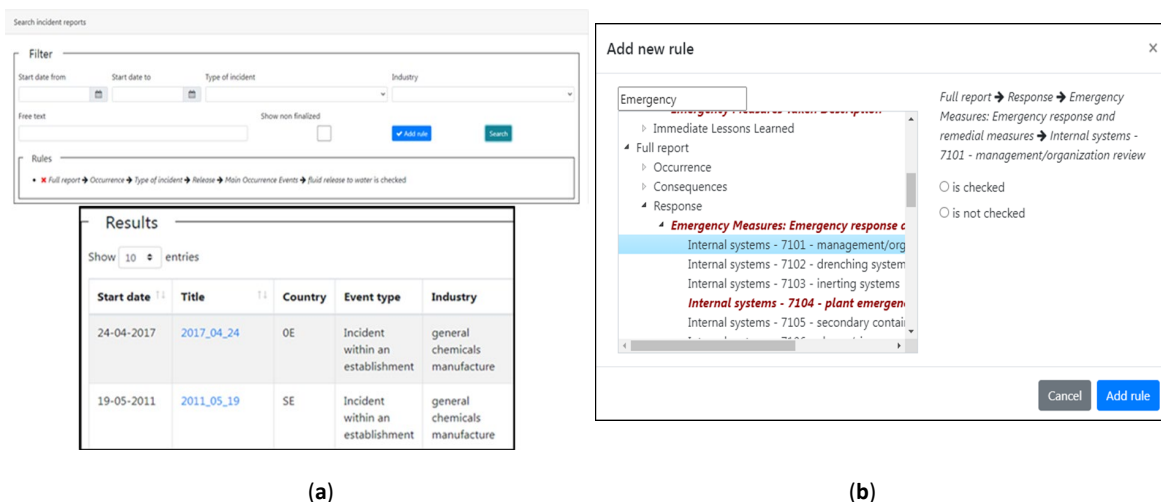 Search incident reports
Filter
Start date from Start date to Type of incident Industry
Free text Show non finalized
✔ Add rule Search
Rules
• ✖ Full report ➔ Occurrence ➔ Type of incident ➔ Release ➔ Main Occurrence Events ➔ fluid release to water is checked
Results
Show 10 entries
Start date Title Country Event type Industry
24-04-2017 2017_04_24 OE Incident general
within an chemicals
establishment manufacture
19-05-2011 2011_05_19 SE Incident general
within an chemicals
establishment manufacture
(a)
Add new rule ×
Emergency
Emergency Measures Taken Description
Immediate Lessons Learned
Full report
Occurrence
Consequences
Response
Emergency Measures: Emergency response a
Internal systems - 7101 - management/org
Internal systems - 7102 - drenching system
Internal systems - 7103 - inerting systems
Internal systems - 7104 - plant emergen
Internal systems - 7105 - secondary contai
Full report ➔ Response ➔ Emergency
Measures: Emergency response and
remedial measures ➔ Internal systems -
7101 - management/organization review
is checked
is not checked
Cancel Add rule
(b)